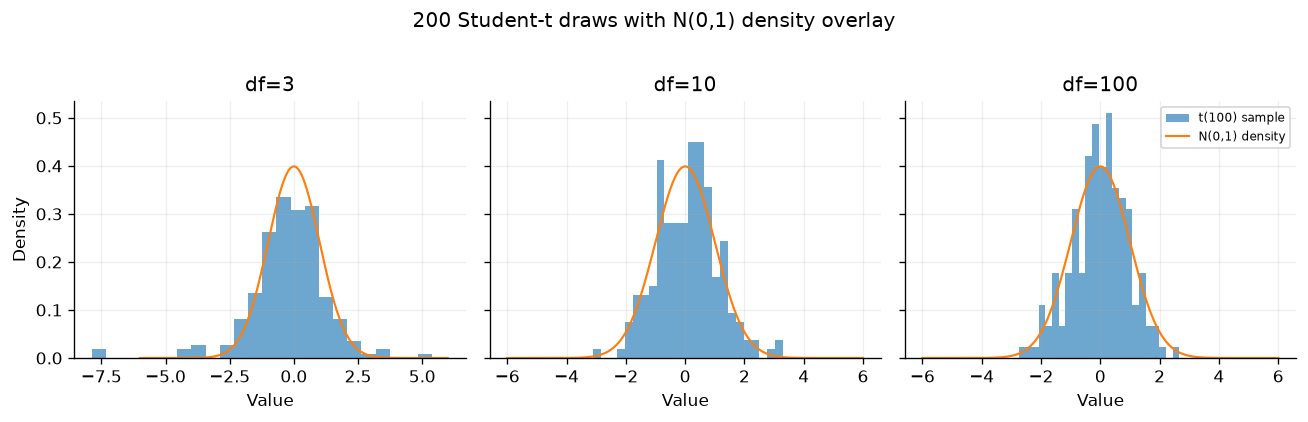 200 Student-t draws with N(0,1) density overlay
df=3
df=10
df=100
Density
0.5
0.4
0.3
0.2
0.1
0.0
t(100) sample
N(0,1) density
−7.5 −5.0 −2.5 0.0 2.5 5.0
−6 −4 −2 0 2 4 6
−6 −4 −2 0 2 4 6
Value
Value
Value